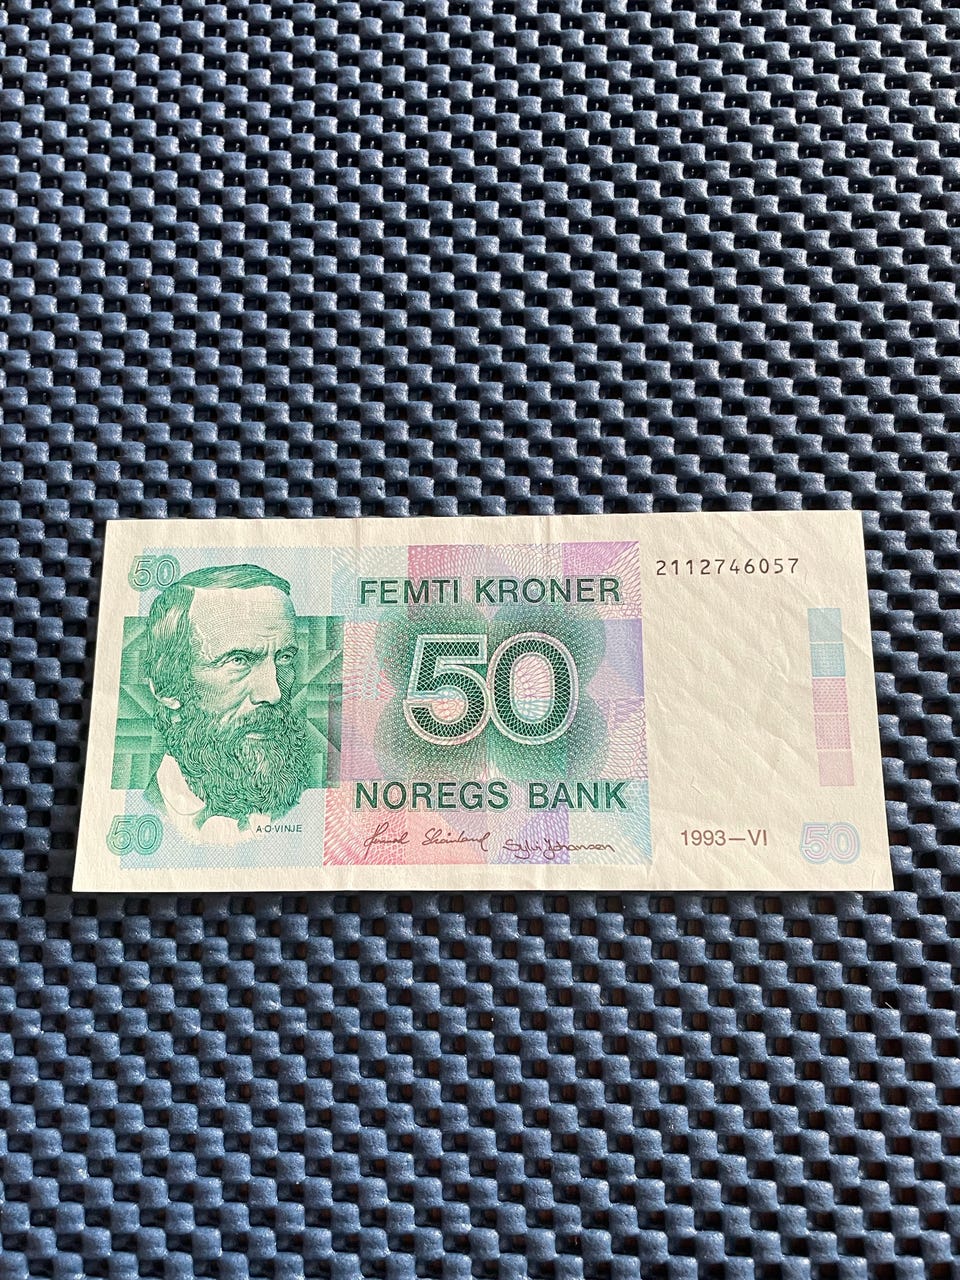 50
FEMTI KRONER
2112746057
50
NOREGS BANK
50
A·O·VINJE
1993–VI
50